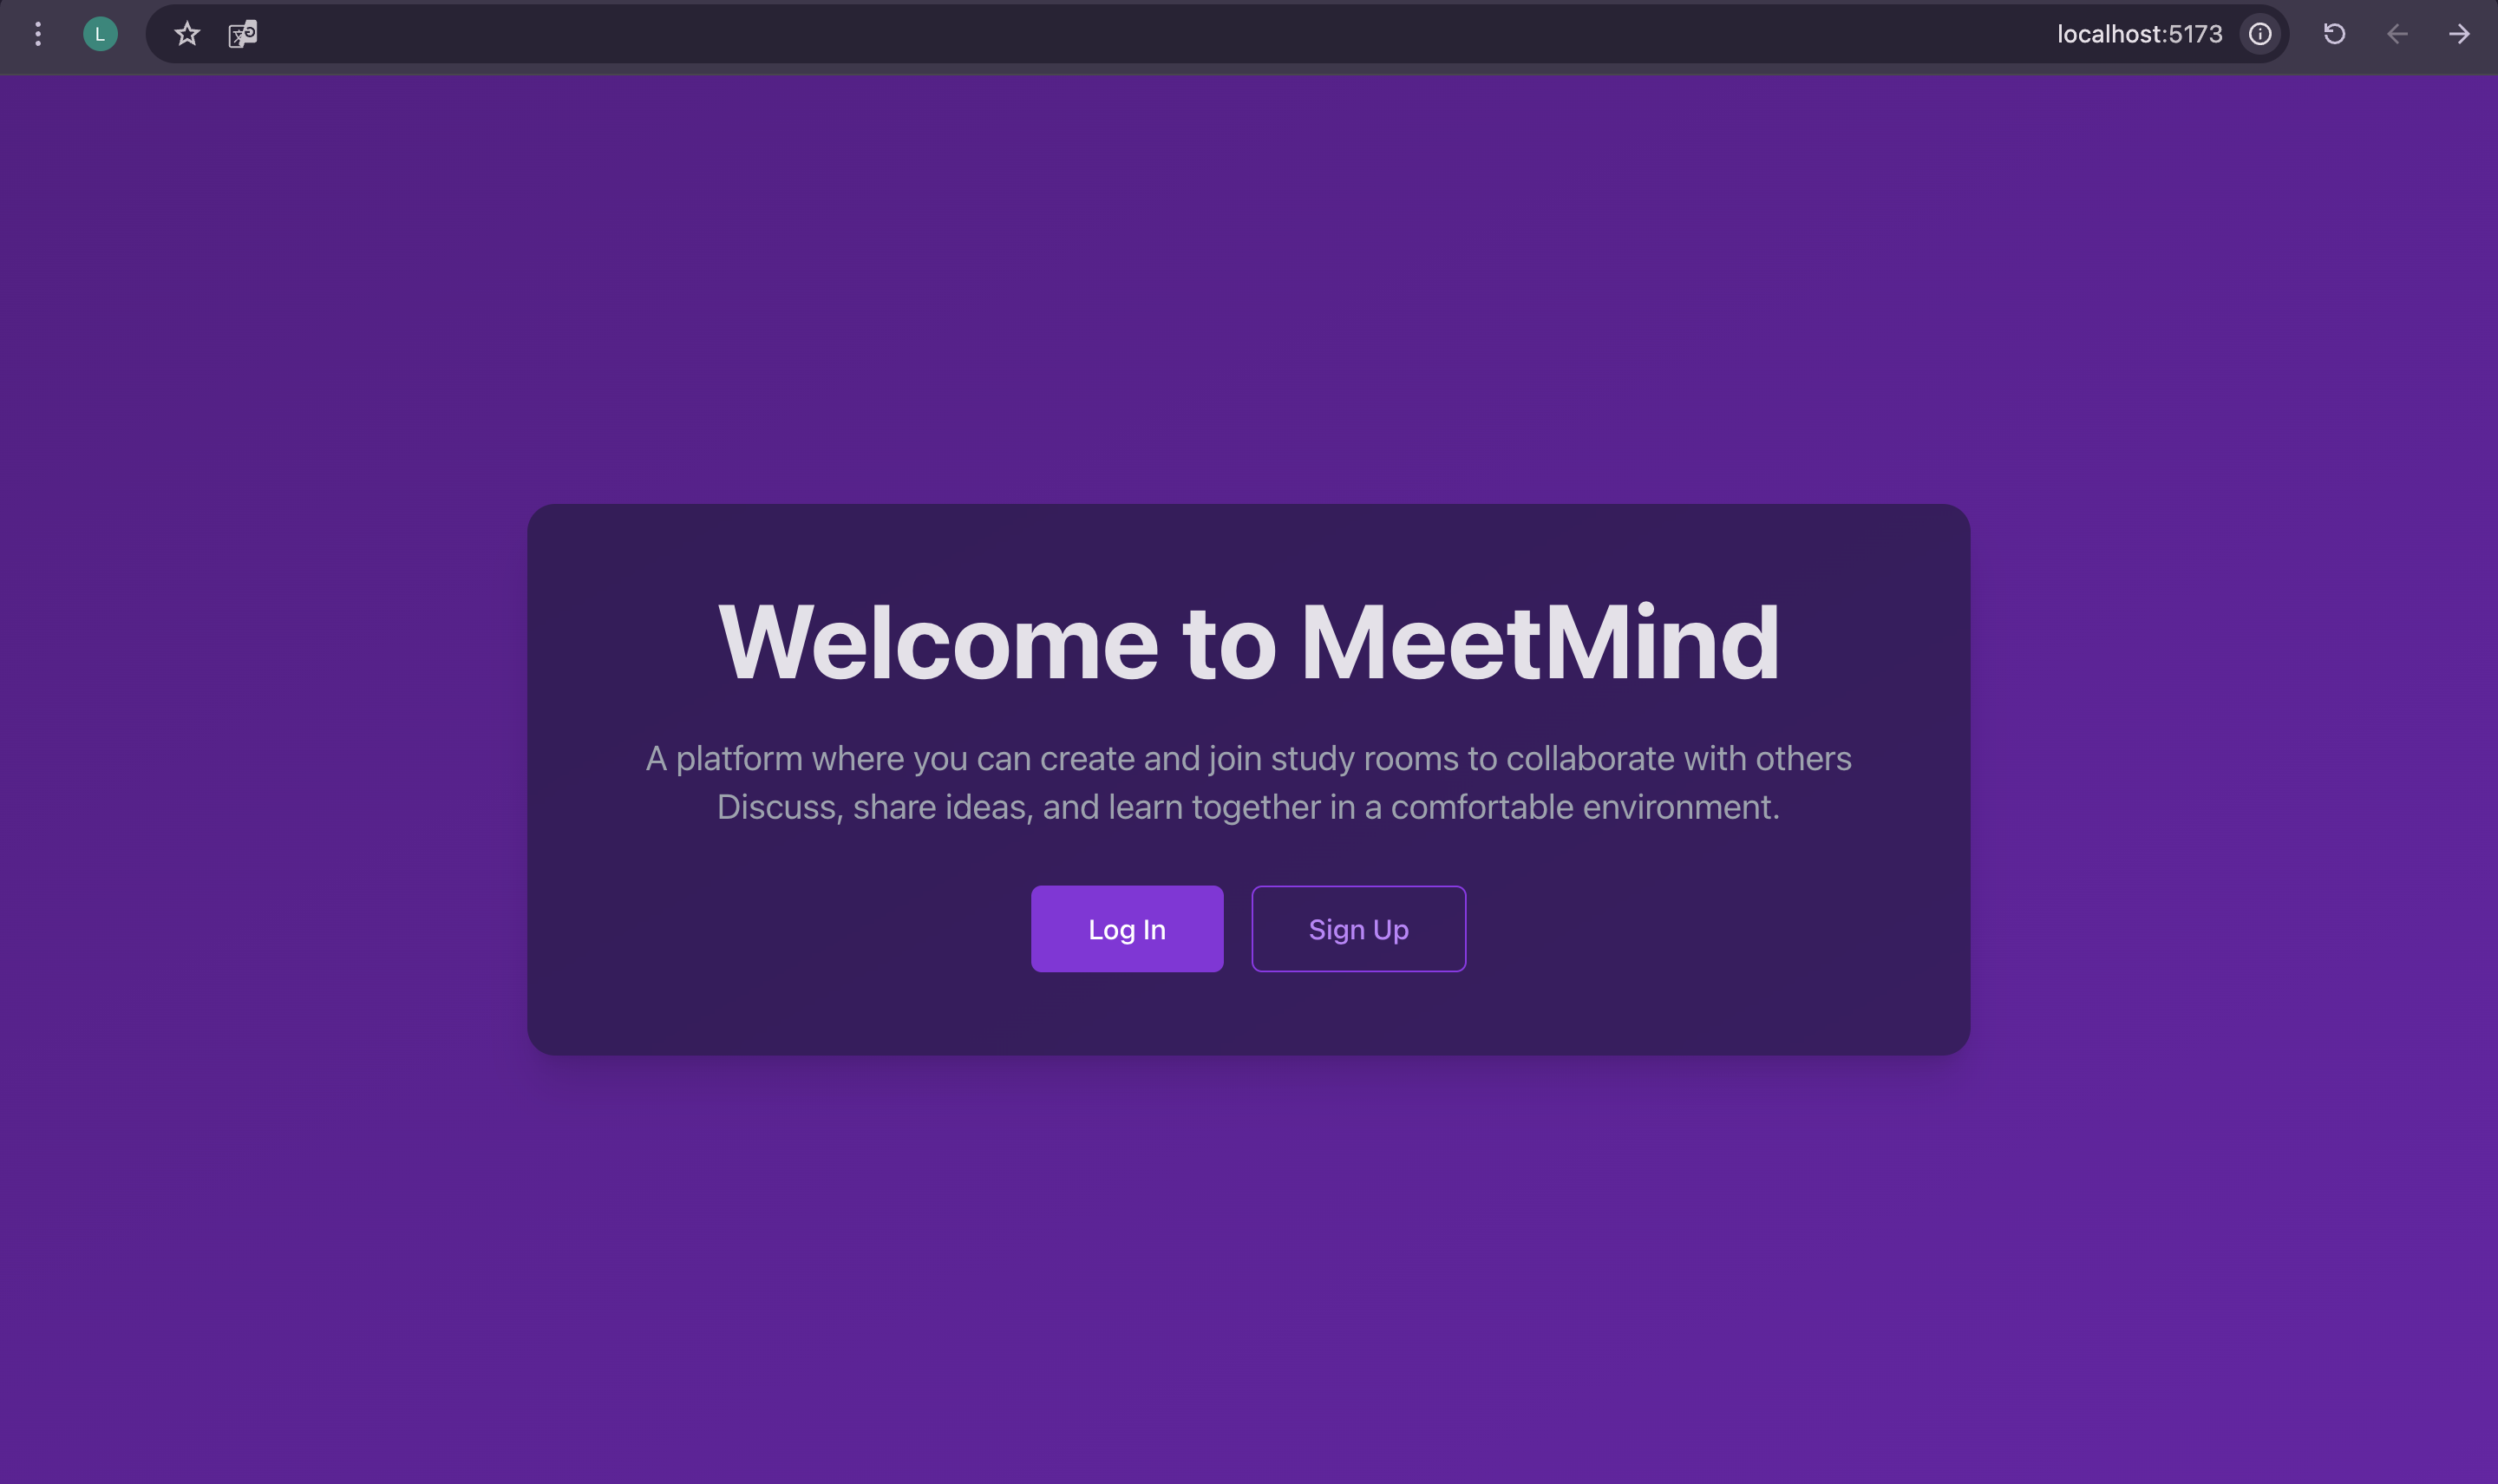 L
localhost:5173
Welcome to MeetMind
A platform where you can create and join study rooms to collaborate with others
Discuss, share ideas, and learn together in a comfortable environment.
Log In
Sign Up